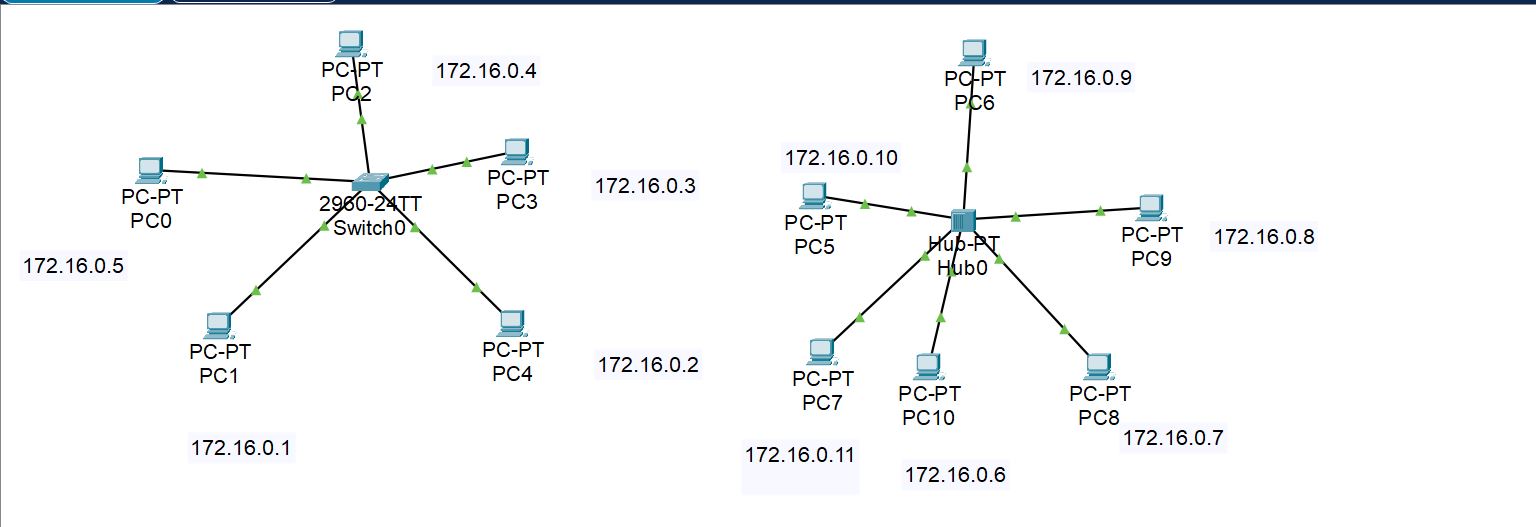 PC-PT
PC2
172.16.0.4
PC-PT
PC0
172.16.0.5
2960-24TT
Switch0
PC-PT
PC3
172.16.0.3
PC-PT
PC1
172.16.0.1
PC-PT
PC4
172.16.0.2
PC-PT
PC6
172.16.0.9
172.16.0.10
PC-PT
PC5
Hub-PT
Hub0
PC-PT
PC9
172.16.0.8
PC-PT
PC7
172.16.0.11
PC-PT
PC10
172.16.0.6
PC-PT
PC8
172.16.0.7